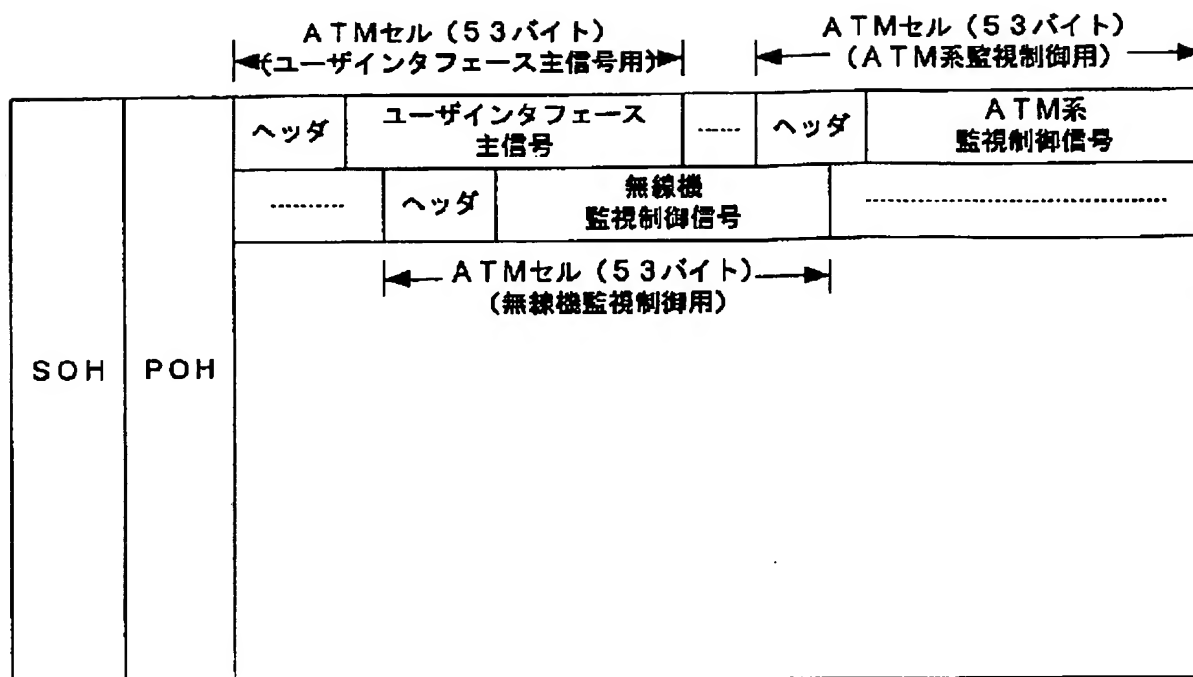 ATMセル(53バイト)
(ユーザインタフェース主信号用)
ATMセル(53バイト)
(ATM系監視制御用)
ヘッダ
ユーザインタフェース
主信号
ヘッダ
ATM系
監視制御信号
ヘッダ
無線機
監視制御信号
ATMセル(53バイト)
(無線機監視制御用)
SOH
POH